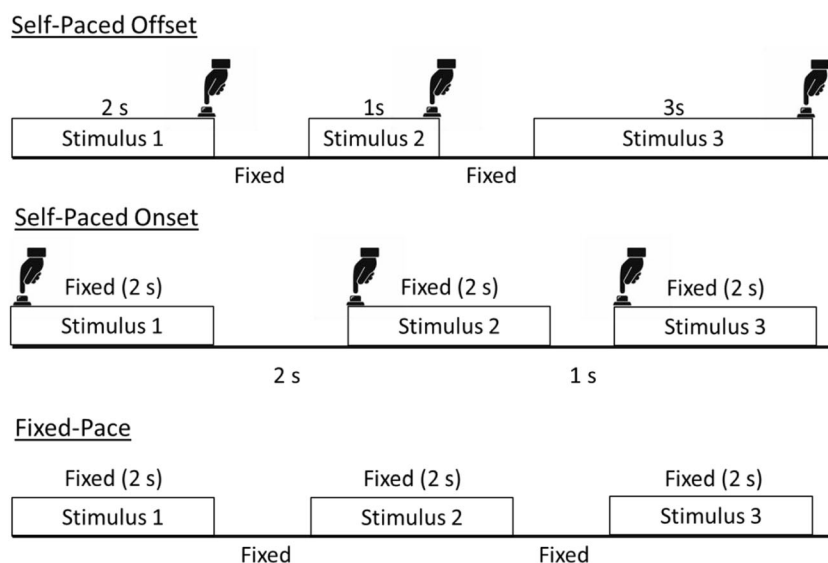 Self-Paced Offset
2 s 1s 3s
Stimulus 1 Stimulus 2 Stimulus 3
Fixed Fixed
Self-Paced Onset
Fixed (2 s) Fixed (2 s) Fixed (2 s)
Stimulus 1 Stimulus 2 Stimulus 3
2 s 1 s
Fixed-Pace
Fixed (2 s) Fixed (2 s) Fixed (2 s)
Stimulus 1 Stimulus 2 Stimulus 3
Fixed Fixed